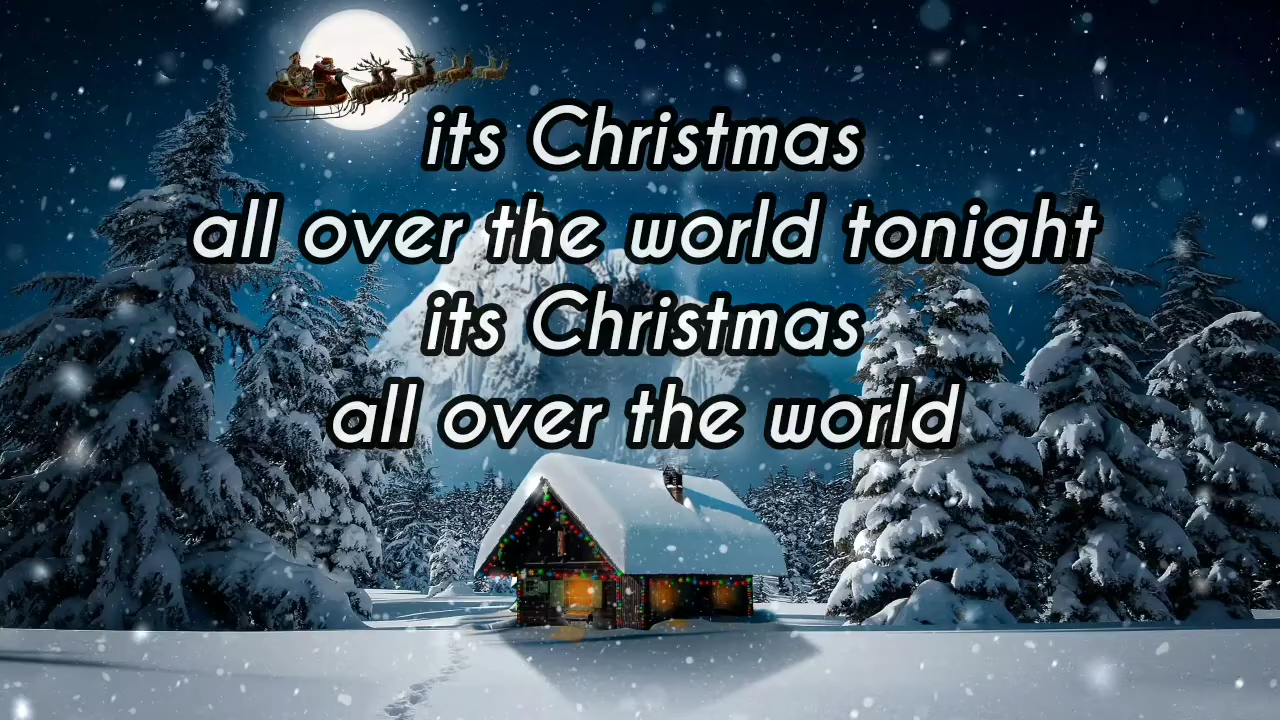 its Christmas
all over the world tonight
its Christmas
all over the world